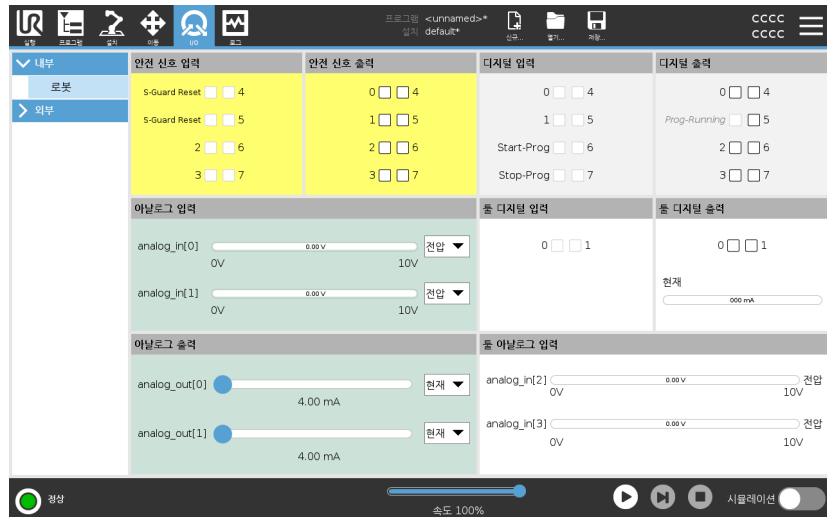 UR
프로그램 <unnamed>*
설치 default*
cccc
cccc
실행 프로그램 설치 이동 I/O 로그
신규... 열기... 저장...
내부
로봇
외부
안전 신호 입력
S-Guard Reset 4
S-Guard Reset 5
2 6
3 7
안전 신호 출력
0 4
1 5
2 6
3 7
디지털 입력
0 4
1 5
Start-Prog 6
Stop-Prog 7
디지털 출력
0 4
Prog-Running 5
2 6
3 7
아날로그 입력
analog_in[0] 0.00 V 전압
0V 10V
analog_in[1] 0.00 V 전압
0V 10V
툴 디지털 입력
0 1
툴 디지털 출력
0 1
현재
000 mA
아날로그 출력
analog_out[0] 현재
4.00 mA
analog_out[1] 현재
4.00 mA
툴 아날로그 입력
analog_in[2] 0.00 V 전압
0V 10V
analog_in[3] 0.00 V 전압
0V 10V
정상
속도 100%
시뮬레이션